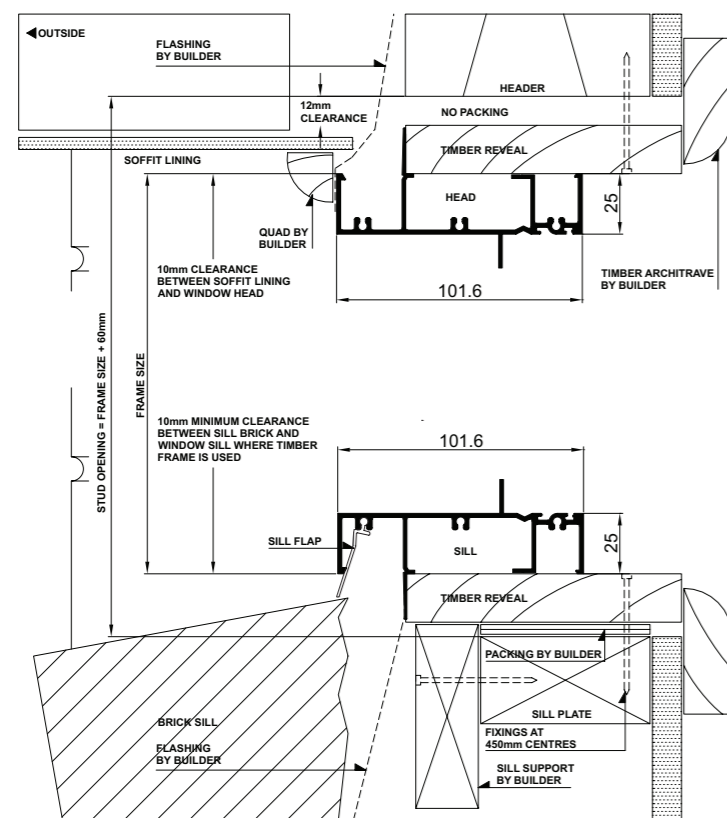 OUTSIDE
FLASHING
BY BUILDER
HEADER
12mm
CLEARANCE
NO PACKING
SOFFIT LINING
TIMBER REVEAL
HEAD
25
QUAD BY
BUILDER
10mm CLEARANCE
BETWEEN SOFFIT LINING
AND WINDOW HEAD
TIMBER ARCHITRAVE
BY BUILDER
101.6
STUD OPENING = FRAME SIZE + 60mm
FRAME SIZE
10mm MINIMUM CLEARANCE
BETWEEN SILL BRICK AND
WINDOW SILL WHERE TIMBER
FRAME IS USED
101.6
SILL FLAP
SILL
25
TIMBER REVEAL
PACKING BY BUILDER
SILL PLATE
BRICK SILL
FIXINGS AT
450mm CENTRES
FLASHING
BY BUILDER
SILL SUPPORT
BY BUILDER